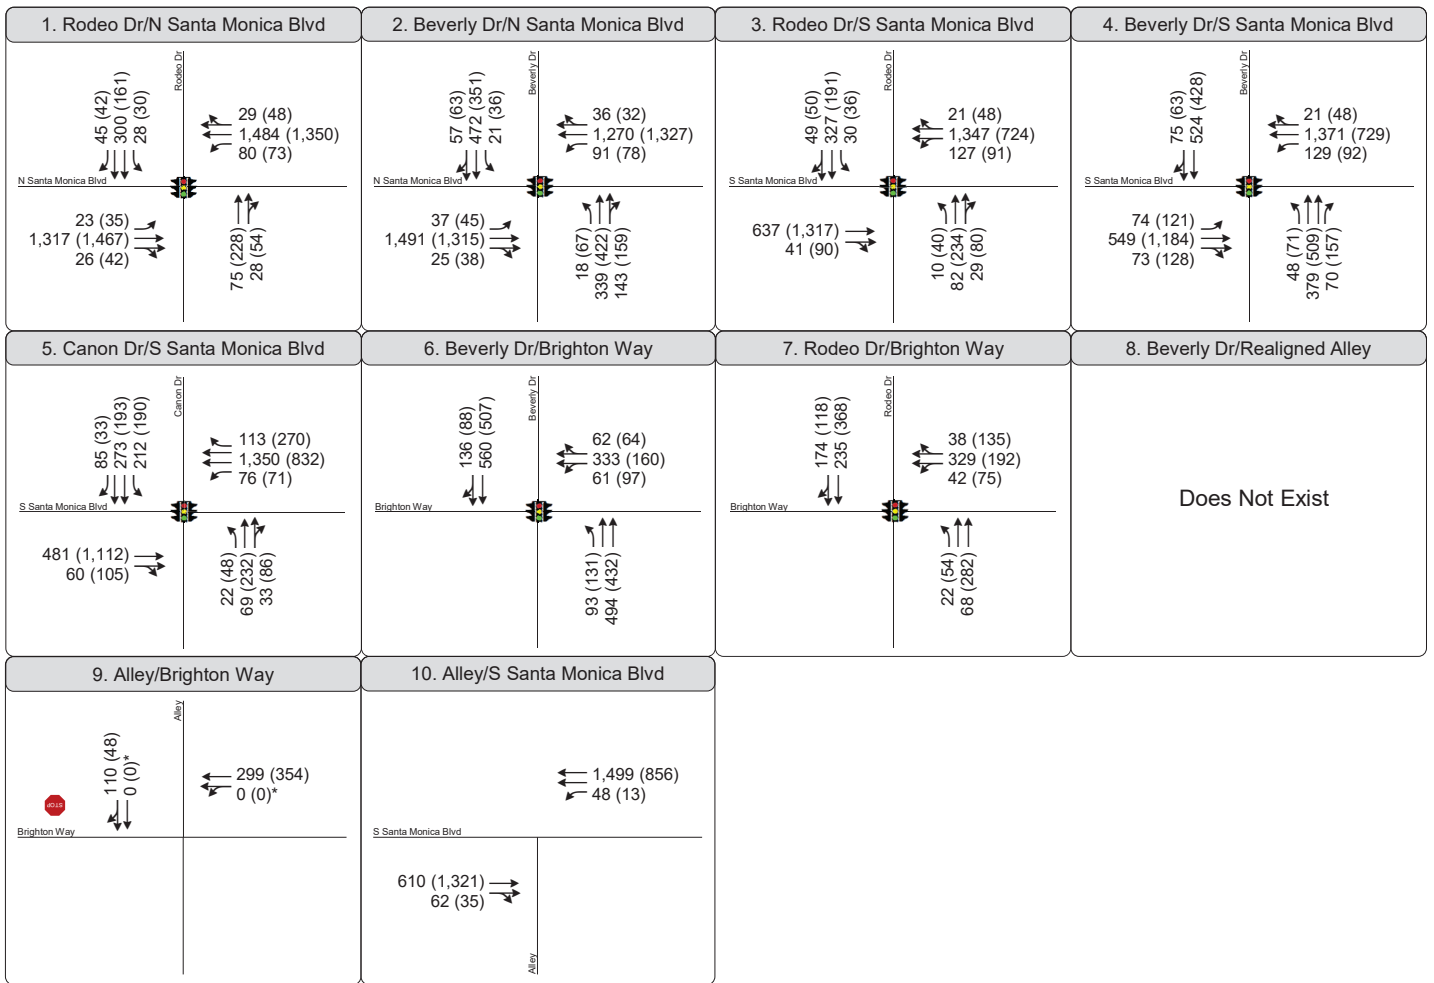 1. Rodeo Dr/N Santa Monica Blvd
Rodeo Dr
45 (42)
300 (161)
28 (30)
29 (48)
1,484 (1,350)
80 (73)
N Santa Monica Blvd
23 (35)
1,317 (1,467)
26 (42)
75 (228)
28 (54)
2. Beverly Dr/N Santa Monica Blvd
Beverly Dr
57 (63)
472 (351)
21 (36)
36 (32)
1,270 (1,327)
91 (78)
N Santa Monica Blvd
37 (45)
1,491 (1,315)
25 (38)
18 (67)
339 (422)
143 (159)
3. Rodeo Dr/S Santa Monica Blvd
Rodeo Dr
49 (50)
327 (191)
30 (36)
21 (48)
1,347 (724)
127 (91)
S Santa Monica Blvd
637 (1,317)
41 (90)
10 (40)
82 (234)
29 (80)
4. Beverly Dr/S Santa Monica Blvd
Beverly Dr
75 (63)
524 (428)
21 (48)
1,371 (729)
129 (92)
S Santa Monica Blvd
74 (121)
549 (1,184)
73 (128)
48 (71)
379 (509)
70 (157)
5. Canon Dr/S Santa Monica Blvd
Canon Dr
85 (33)
273 (193)
212 (190)
113 (270)
1,350 (832)
76 (71)
S Santa Monica Blvd
481 (1,112)
60 (105)
22 (48)
69 (232)
33 (86)
6. Beverly Dr/Brighton Way
Beverly Dr
136 (88)
560 (507)
62 (64)
333 (160)
61 (97)
Brighton Way
93 (131)
494 (432)
7. Rodeo Dr/Brighton Way
Rodeo Dr
174 (118)
235 (368)
38 (135)
329 (192)
42 (75)
Brighton Way
22 (54)
68 (282)
8. Beverly Dr/Realigned Alley
Does Not Exist
9. Alley/Brighton Way
Alley
110 (48)
0 (0)*
299 (354)
0 (0)*
STOP
Brighton Way
10. Alley/S Santa Monica Blvd
1,499 (856)
48 (13)
S Santa Monica Blvd
610 (1,321)
62 (35)
Alley